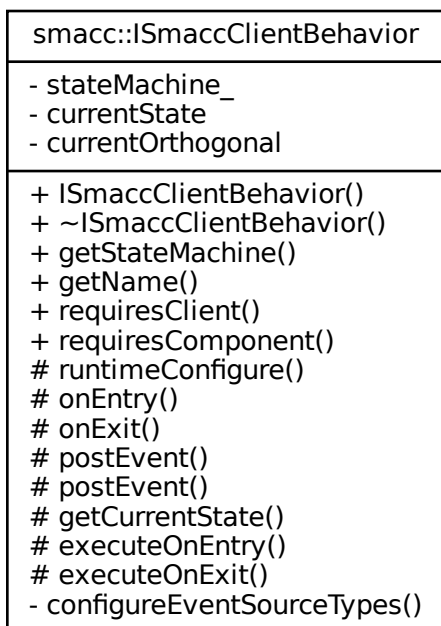 smacc::ISmaccClientBehavior
- stateMachine_
- currentState
- currentOrthogonal
+ ISmaccClientBehavior()
+ ~ISmaccClientBehavior()
+ getStateMachine()
+ getName()
+ requiresClient()
+ requiresComponent()
# runtimeConfigure()
# onEntry()
# onExit()
# postEvent()
# postEvent()
# getCurrentState()
# executeOnEntry()
# executeOnExit()
- configureEventSourceTypes()